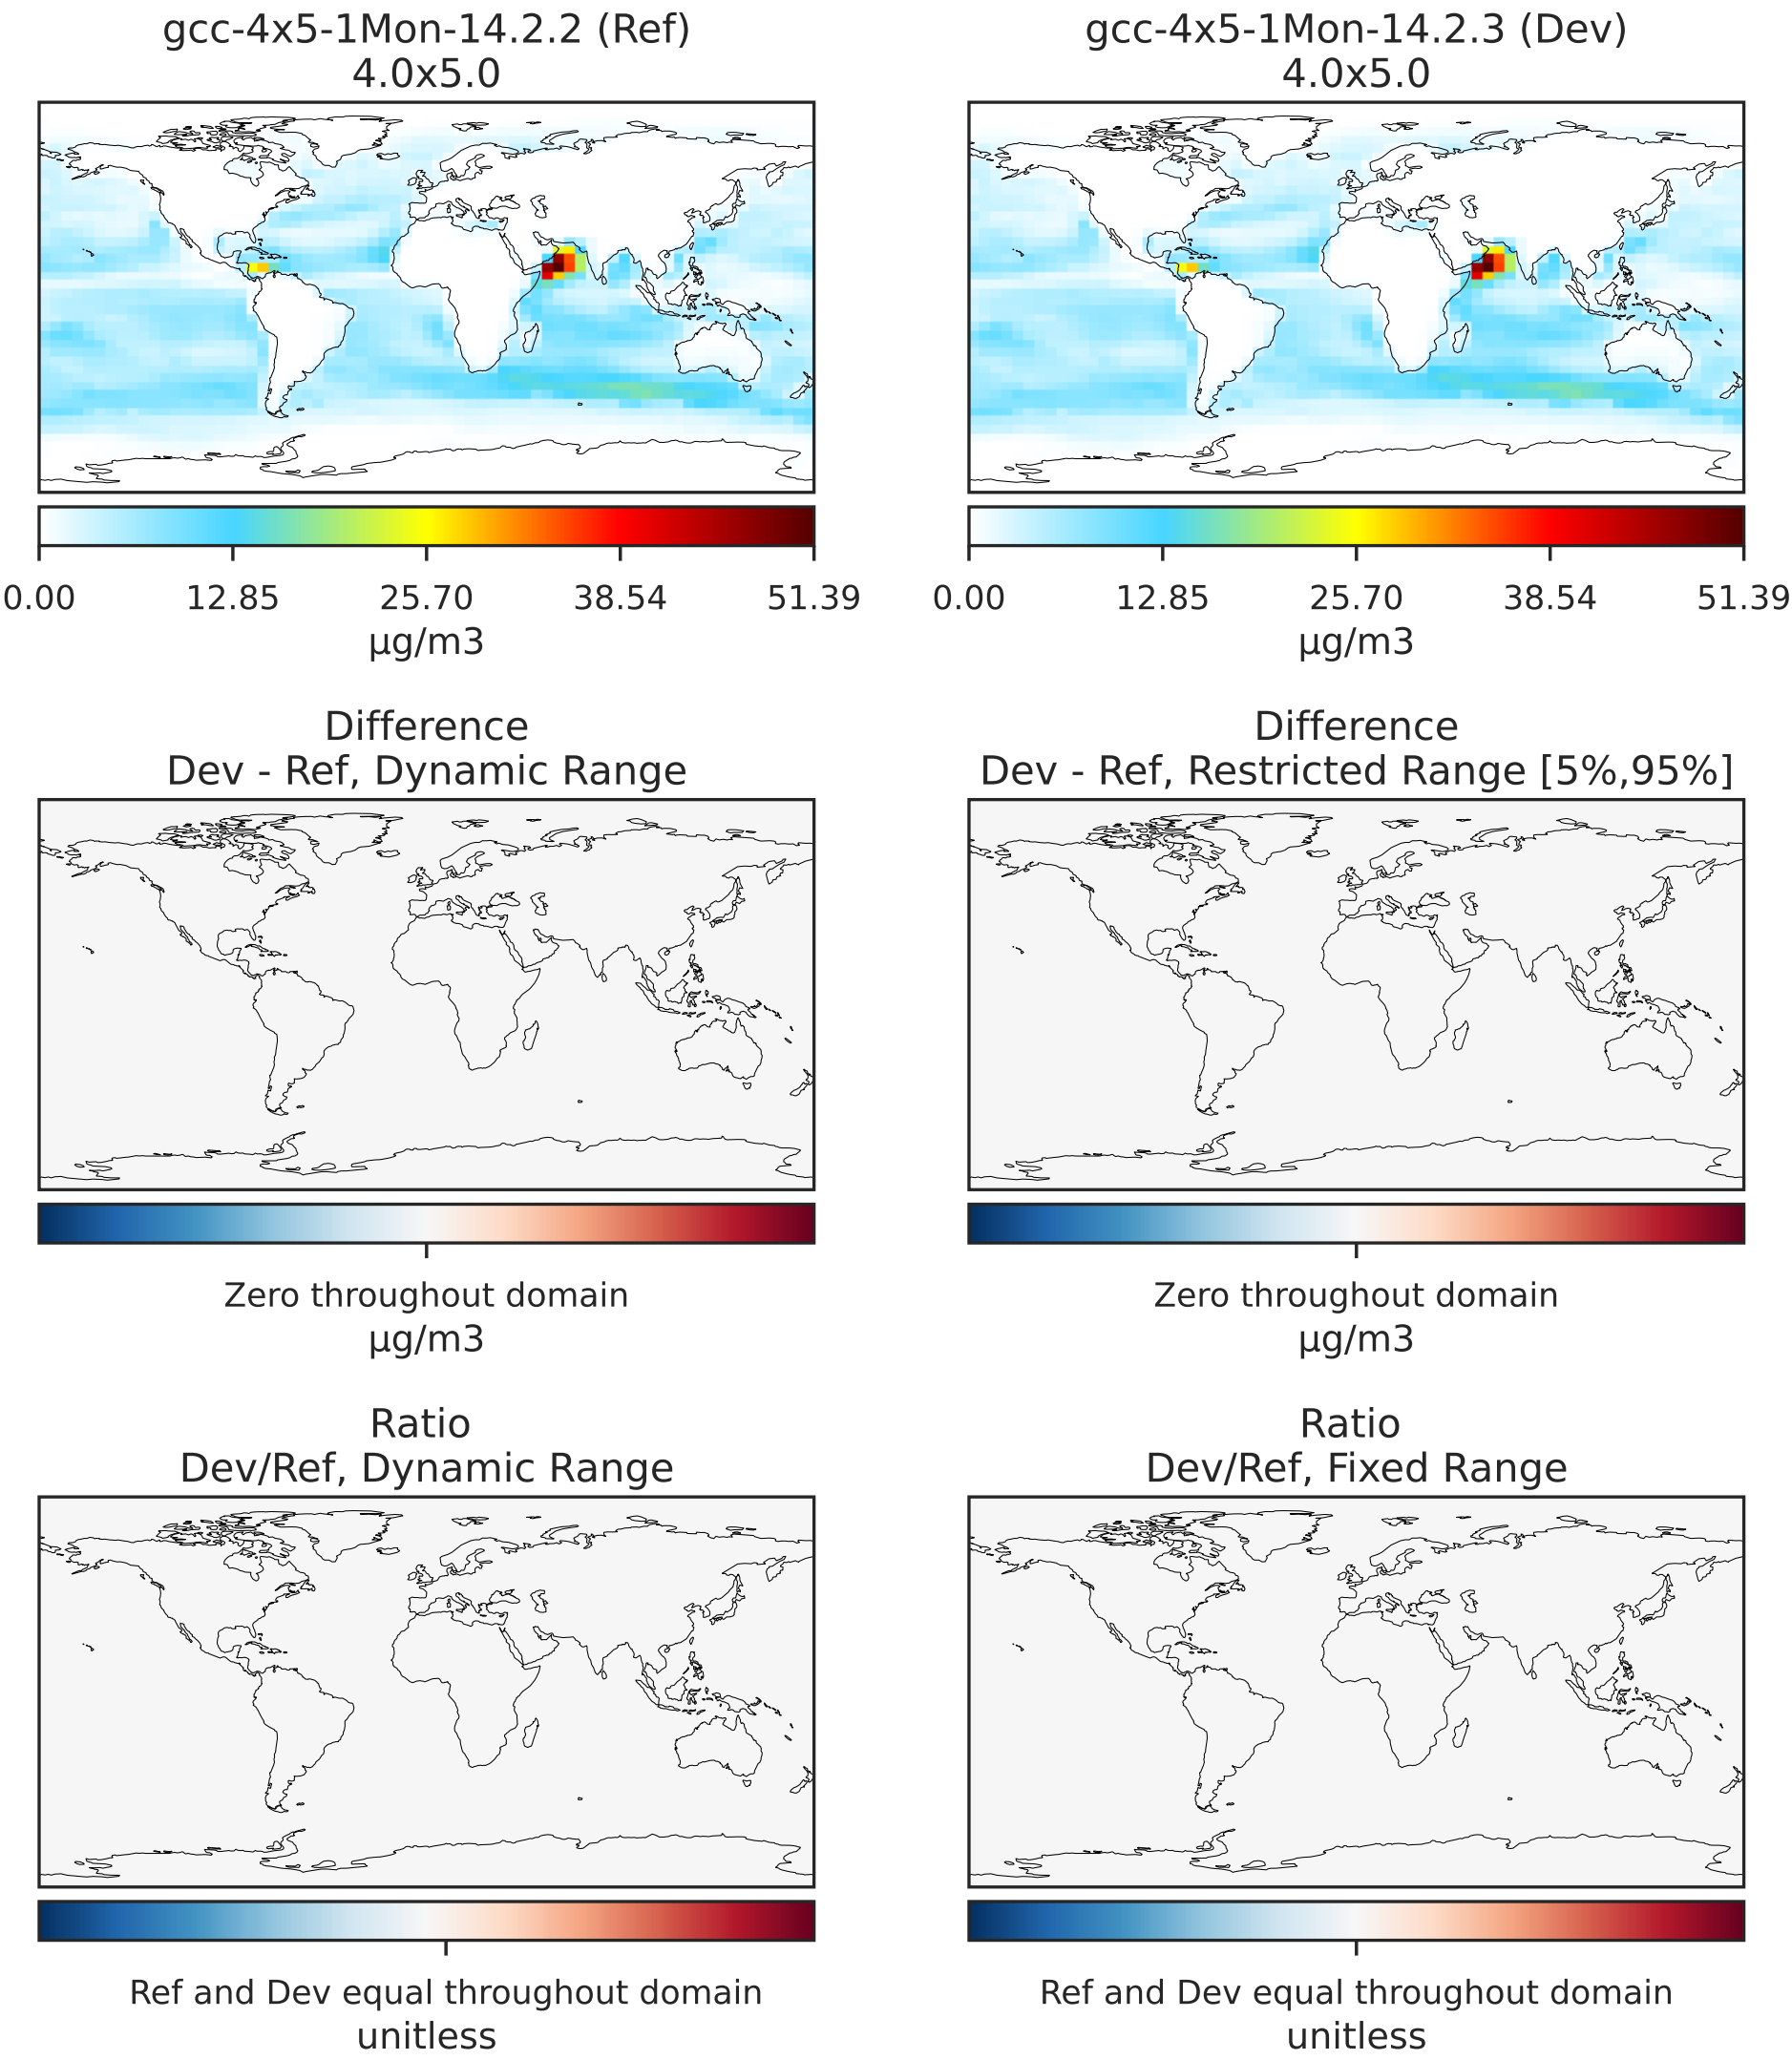 gcc-4x5-1Mon-14.2.2 (Ref)
4.0x5.0
gcc-4x5-1Mon-14.2.3 (Dev)
4.0x5.0
0.00 12.85 25.70 38.54 51.39
μg/m3
0.00 12.85 25.70 38.54 51.39
μg/m3
Difference
Dev - Ref, Dynamic Range
Difference
Dev - Ref, Restricted Range [5%,95%]
Zero throughout domain
μg/m3
Zero throughout domain
μg/m3
Ratio
Dev/Ref, Dynamic Range
Ratio
Dev/Ref, Fixed Range
Ref and Dev equal throughout domain
unitless
Ref and Dev equal throughout domain
unitless